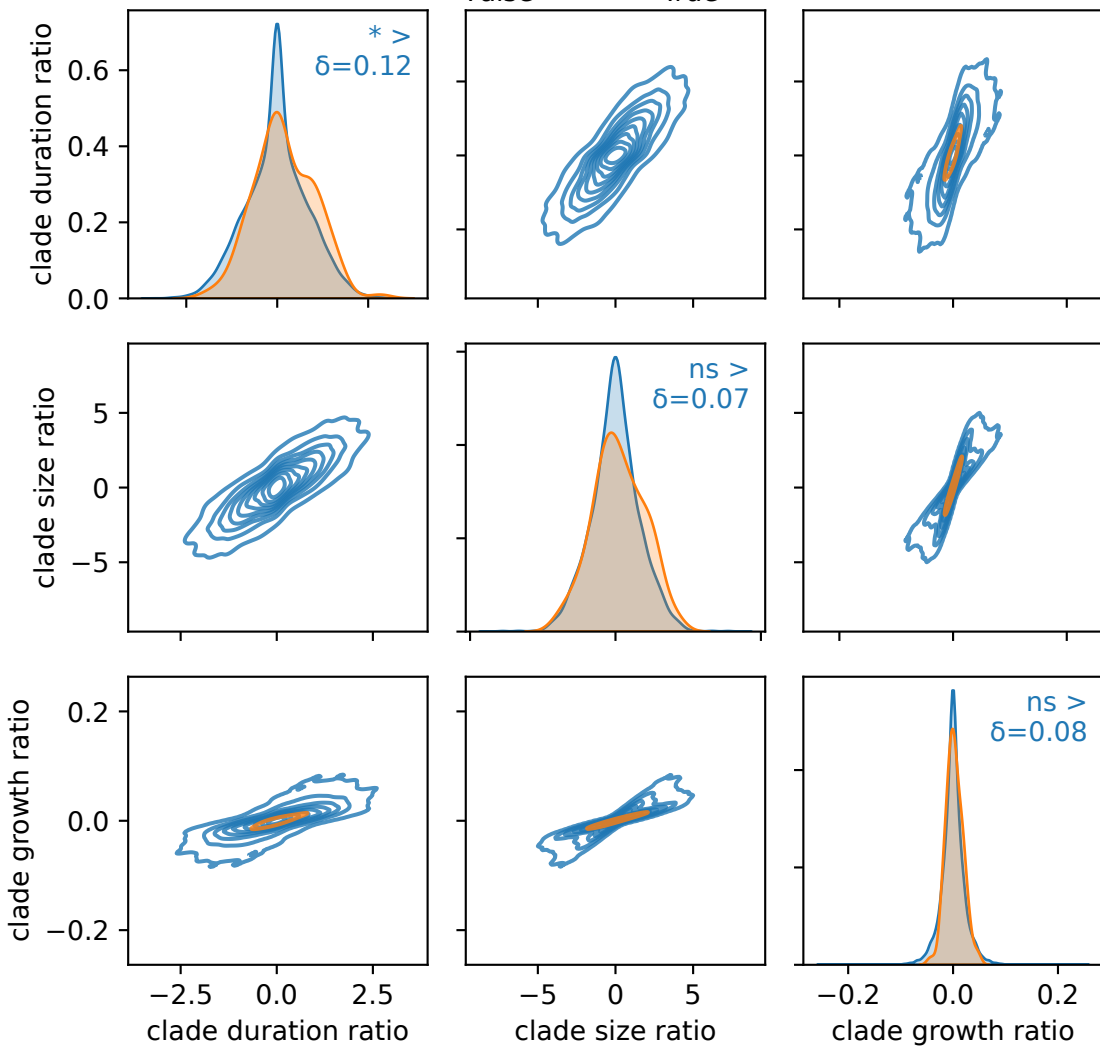 * >
δ=0.12
clade duration ratio
0.6
0.4
0.2
0.0
ns >
δ=0.07
clade size ratio
5
0
−5
ns >
δ=0.08
clade growth ratio
0.2
0.0
−0.2
−2.5 0.0 2.5
−5 0 5
−0.2 0.0 0.2
clade duration ratio
clade size ratio
clade growth ratio